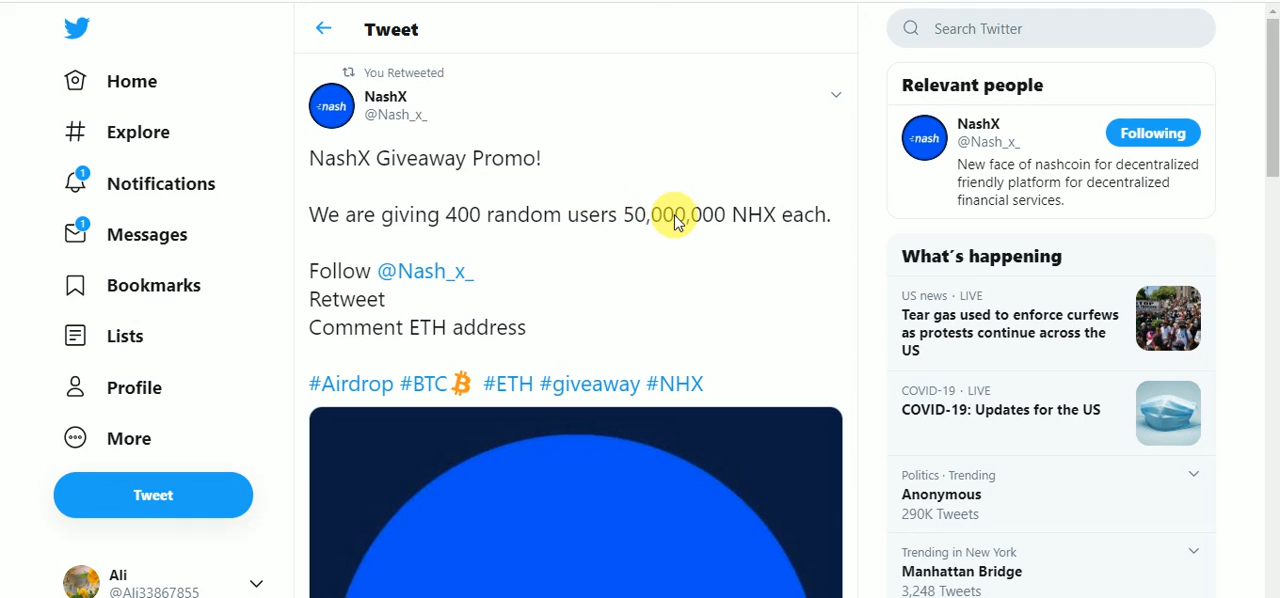 Home
Explore
1
Notifications
1
Messages
Bookmarks
Lists
Profile
More
Tweet
Ali
@Ali33867855
Tweet
You Retweeted
nash
NashX
@Nash_x_
NashX Giveaway Promo!
We are giving 400 random users 50,000,000 NHX each.
Follow @Nash_x_
Retweet
Comment ETH address
#Airdrop #BTC #ETH #giveaway #NHX
Search Twitter
Relevant people
nash
NashX
@Nash_x_
Following
New face of nashcoin for decentralized
friendly platform for decentralized
financial services.
What's happening
US news · LIVE
Tear gas used to enforce curfews
as protests continue across the
US
COVID-19 · LIVE
COVID-19: Updates for the US
Politics · Trending
Anonymous
290K Tweets
Trending in New York
Manhattan Bridge
3,248 Tweets